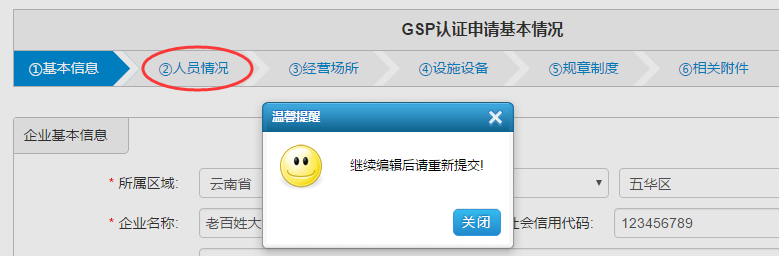 GSP认证申请基本情况
①基本信息 ②人员情况 ③经营场所 ④设施设备 ⑤规章制度 ⑥相关附件
温馨提醒
企业基本信息
继续编辑后请重新提交!
* 所属区域: 云南省 五华区
* 企业名称: 老百姓大 社会信用代码: 123456789
关闭